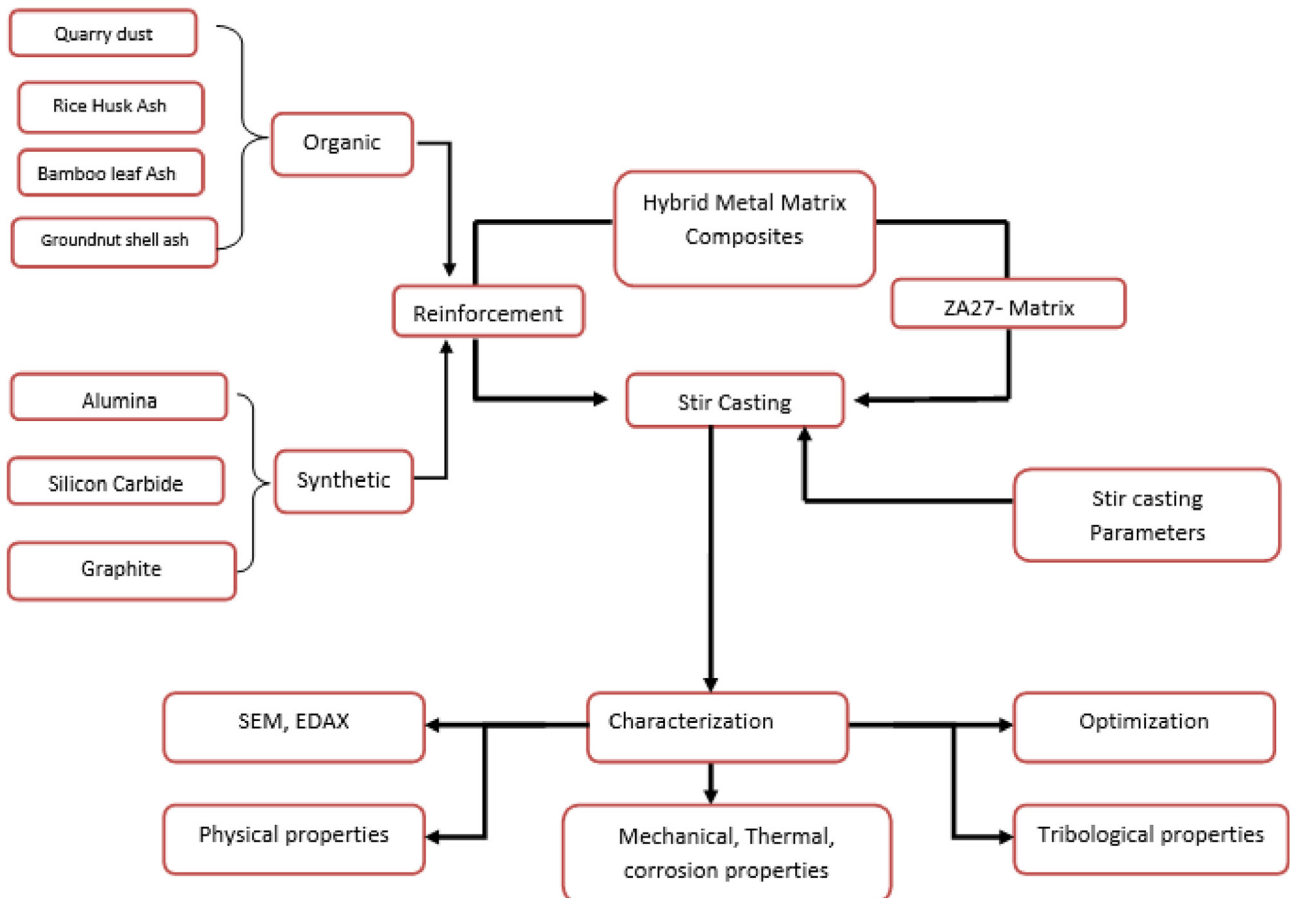 Quarry dust
Rice Husk Ash
Bamboo leaf Ash
Groundnut shell ash
Organic
Hybrid Metal Matrix
Composites
Reinforcement
ZA27- Matrix
Alumina
Silicon Carbide
Graphite
Synthetic
Stir Casting
Stir casting
Parameters
SEM, EDAX
Characterization
Optimization
Physical properties
Mechanical, Thermal,
corrosion properties
Tribological properties